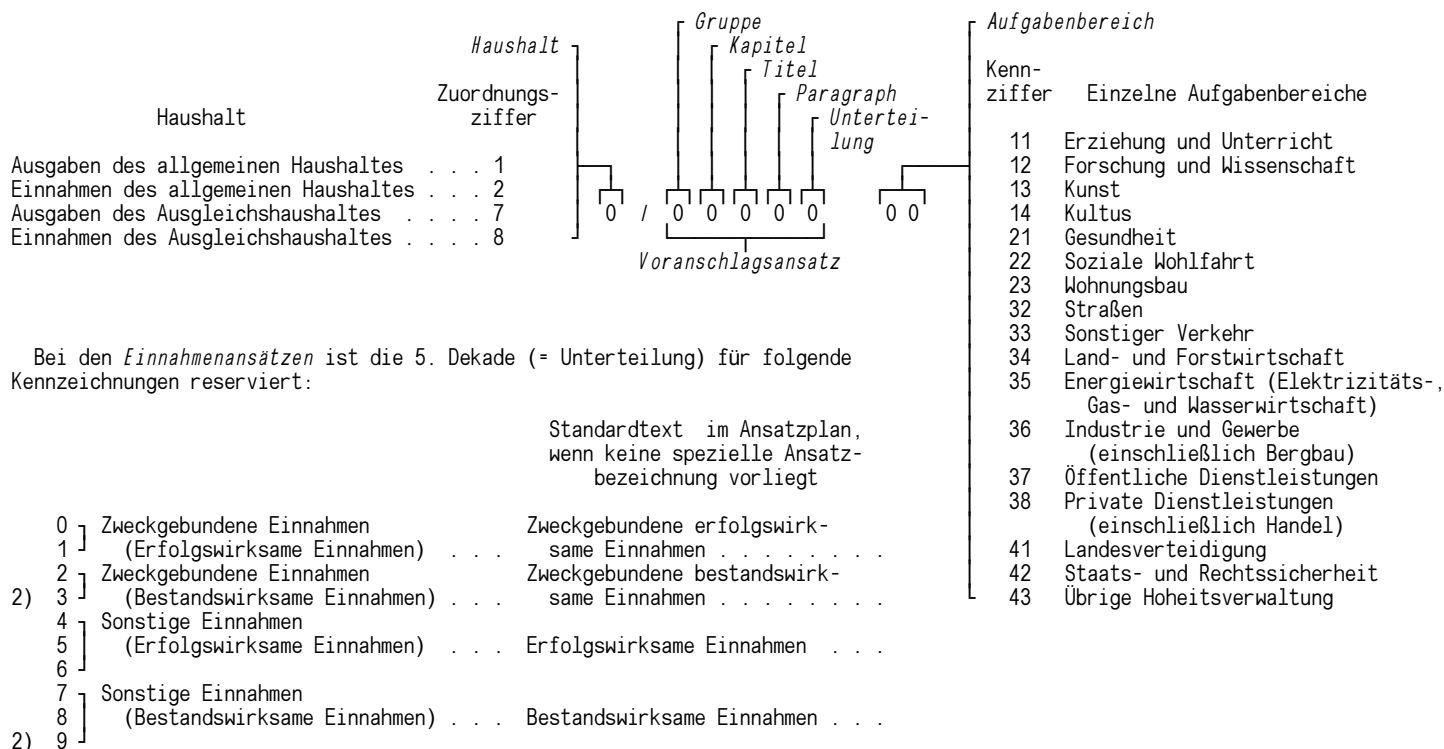 Gruppe
Aufgabenbereich
Haushalt
Kapitel
Titel
Kenn-
Zuordnungs-
Paragraph
ziffer Einzelne Aufgabenbereiche
Haushalt ziffer
Untertei-
lung
11 Erziehung und Unterricht
Ausgaben des allgemeinen Haushaltes . . . 1
12 Forschung und Wissenschaft
Einnahmen des allgemeinen Haushaltes . . . 2
13 Kunst
Ausgaben des Ausgleichshaushaltes . . . . 7
0 / 0 0 0 0 0 0 0
14 Kultus
Einnahmen des Ausgleichshaushaltes . . . . 8
21 Gesundheit
Voranschlagsansatz
22 Soziale Wohlfahrt
23 Wohnungsbau
32 Straßen
33 Sonstiger Verkehr
Bei den Einnahmenansätzen ist die 5. Dekade (= Unterteilung) für folgende
34 Land- und Forstwirtschaft
Kennzeichnungen reserviert:
35 Energiewirtschaft (Elektrizitäts-,
Gas- und Wasserwirtschaft)
Standardtext im Ansatzplan,
36 Industrie und Gewerbe
wenn keine spezielle Ansatz-
(einschließlich Bergbau)
bezeichnung vorliegt
37 Öffentliche Dienstleistungen
38 Private Dienstleistungen
0 Zweckgebundene Einnahmen Zweckgebundene erfolgswirk-
(einschließlich Handel)
1 (Erfolgswirksame Einnahmen) . . . same Einnahmen . . . . . . . .
41 Landesverteidigung
2 Zweckgebundene Einnahmen Zweckgebundene bestandswirk-
42 Staats- und Rechtssicherheit
2) 3 (Bestandswirksame Einnahmen) . . . same Einnahmen . . . . . . . .
43 Übrige Hoheitsverwaltung
4 Sonstige Einnahmen
5 (Erfolgswirksame Einnahmen) . . . Erfolgswirksame Einnahmen . . .
6
7 Sonstige Einnahmen
8 (Bestandswirksame Einnahmen) . . . Bestandswirksame Einnahmen . . .
2) 9